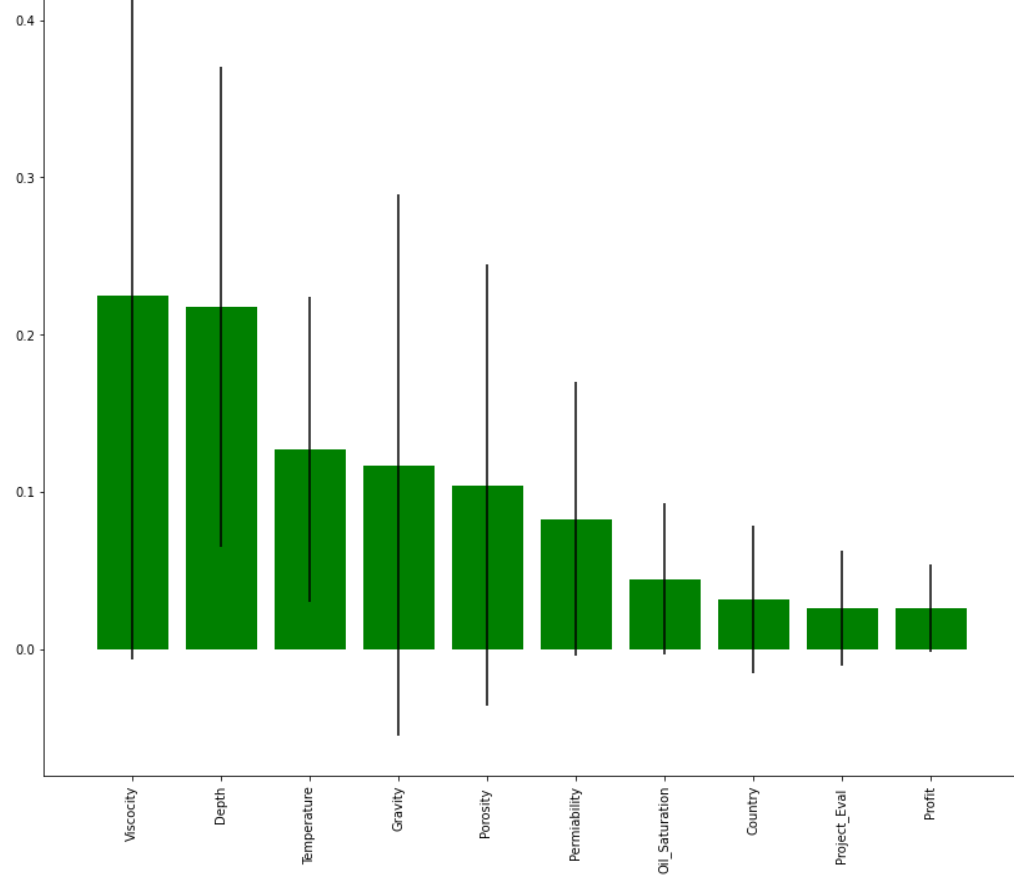 0.4
0.3
0.2
0.1
0.0
Viscocity
Depth
Temperature
Gravity
Porosity
Permiability
Oil_Saturation
Country
Project_Eval
Profit